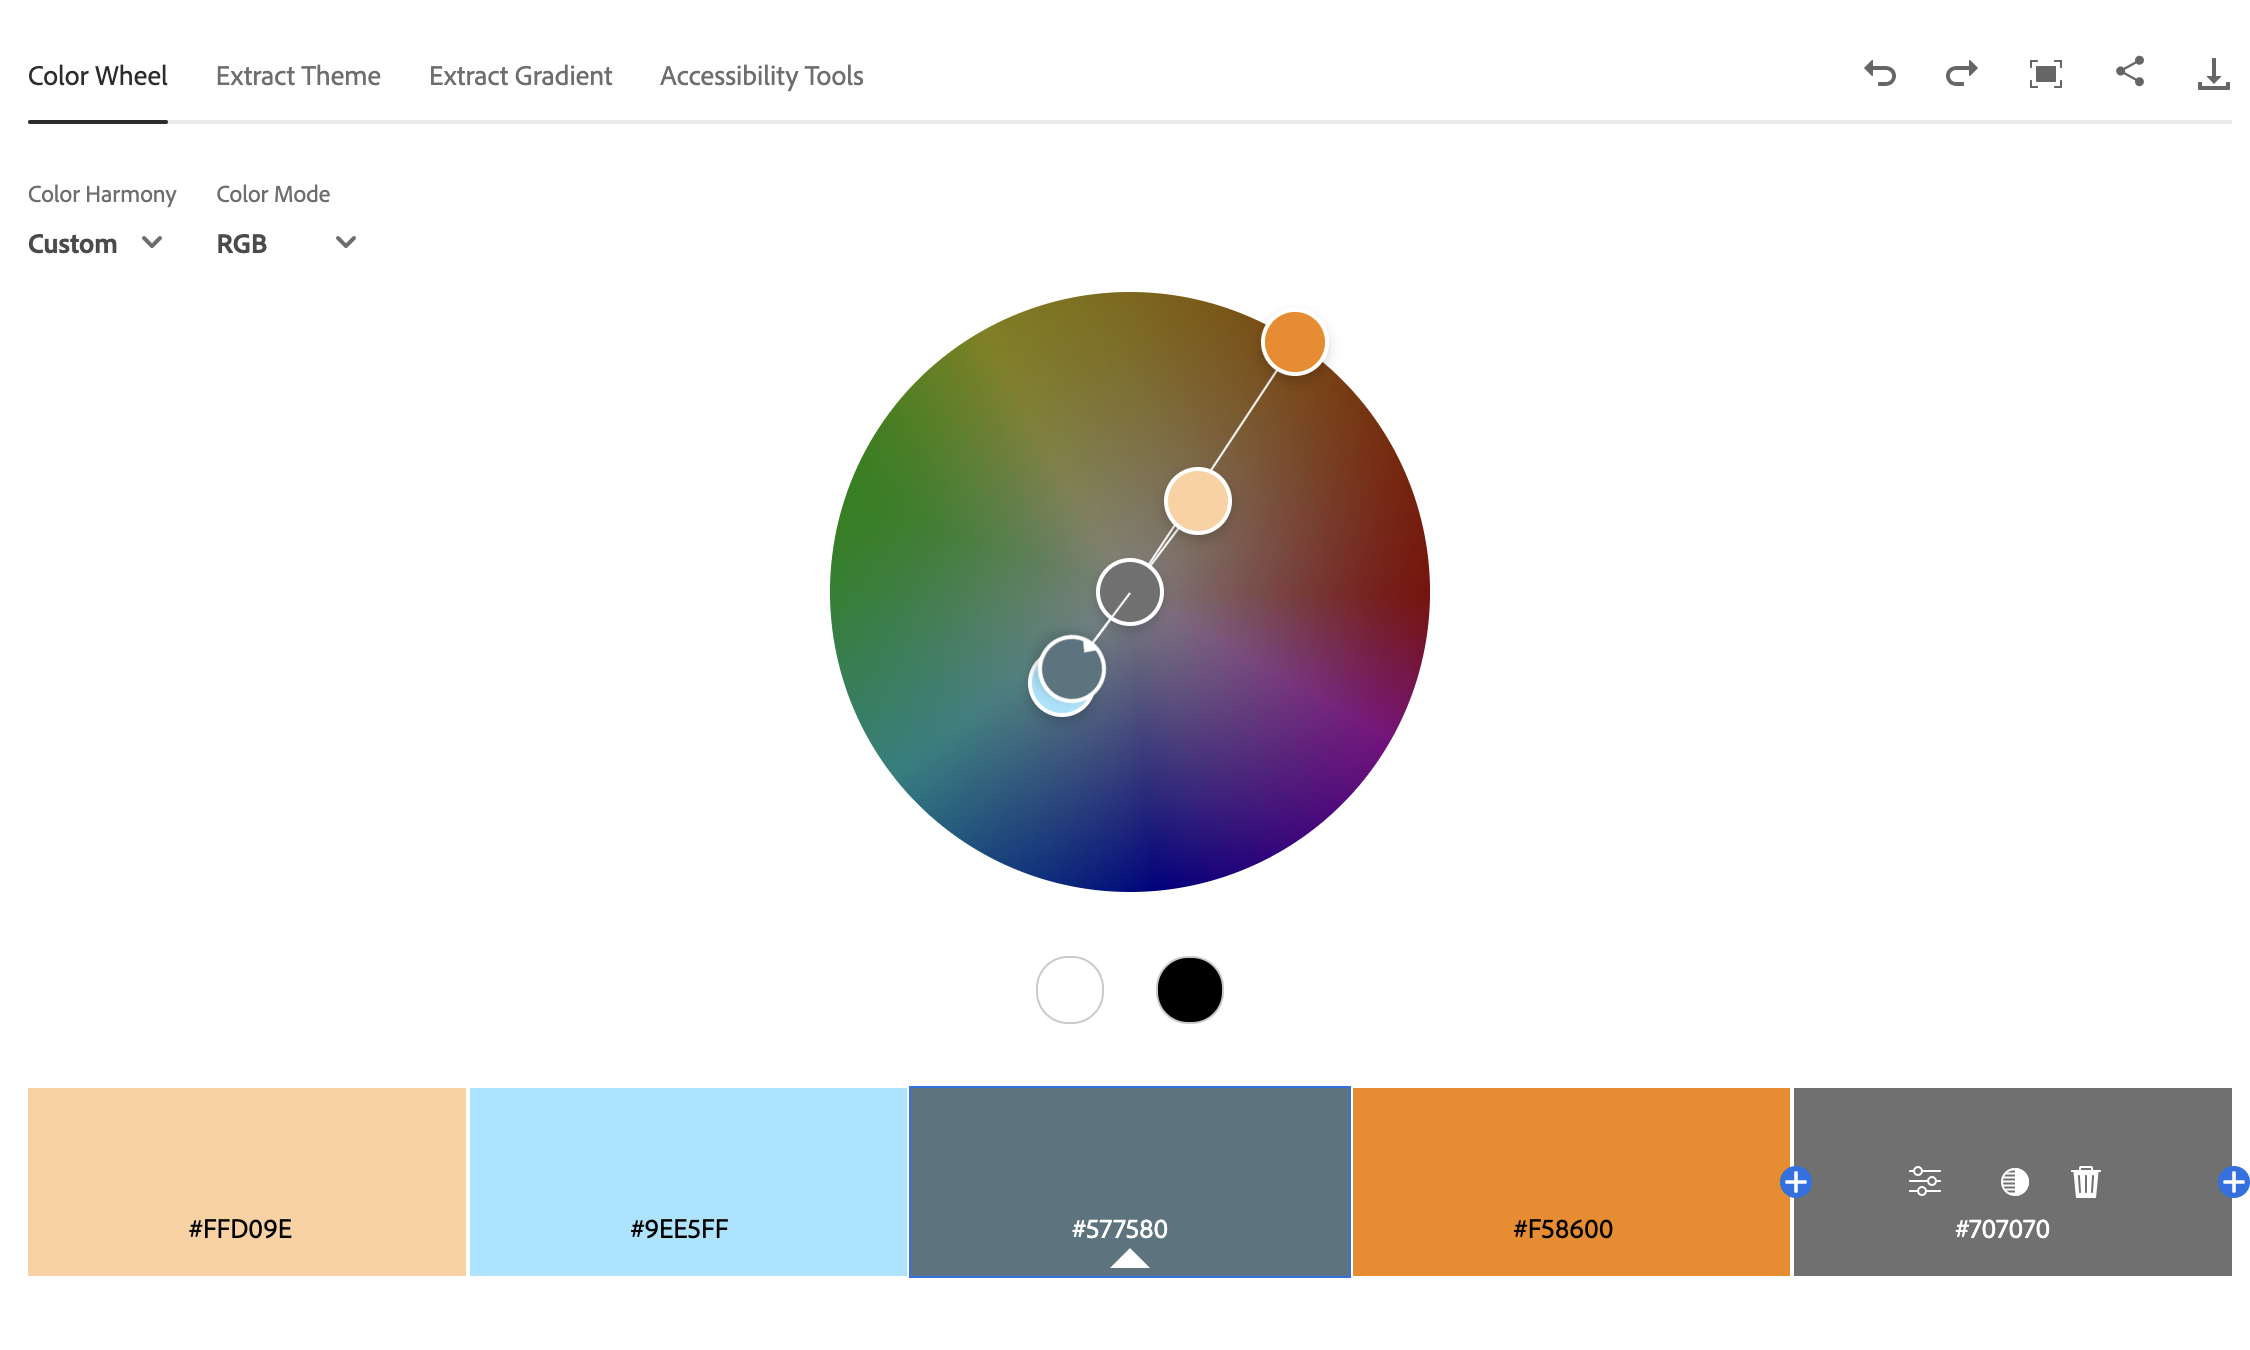 Color Wheel Extract Theme Extract Gradient Accessibility Tools
Color Harmony Color Mode
Custom RGB
#FFD09E #9EE5FF #577580 #F58600 #707070